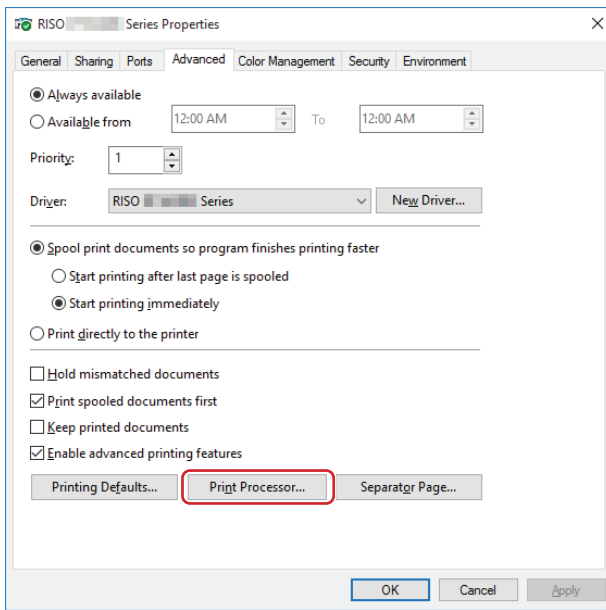 RISO Series Properties
General Sharing Ports Advanced Color Management Security Environment
Always available
Available from 12:00 AM To 12:00 AM
Priority: 1
Driver: RISO Series New Driver...
Spool print documents so program finishes printing faster
Start printing after last page is spooled
Start printing immediately
Print directly to the printer
Hold mismatched documents
Print spooled documents first
Keep printed documents
Enable advanced printing features
Printing Defaults... Print Processor... Separator Page...
OK Cancel Apply